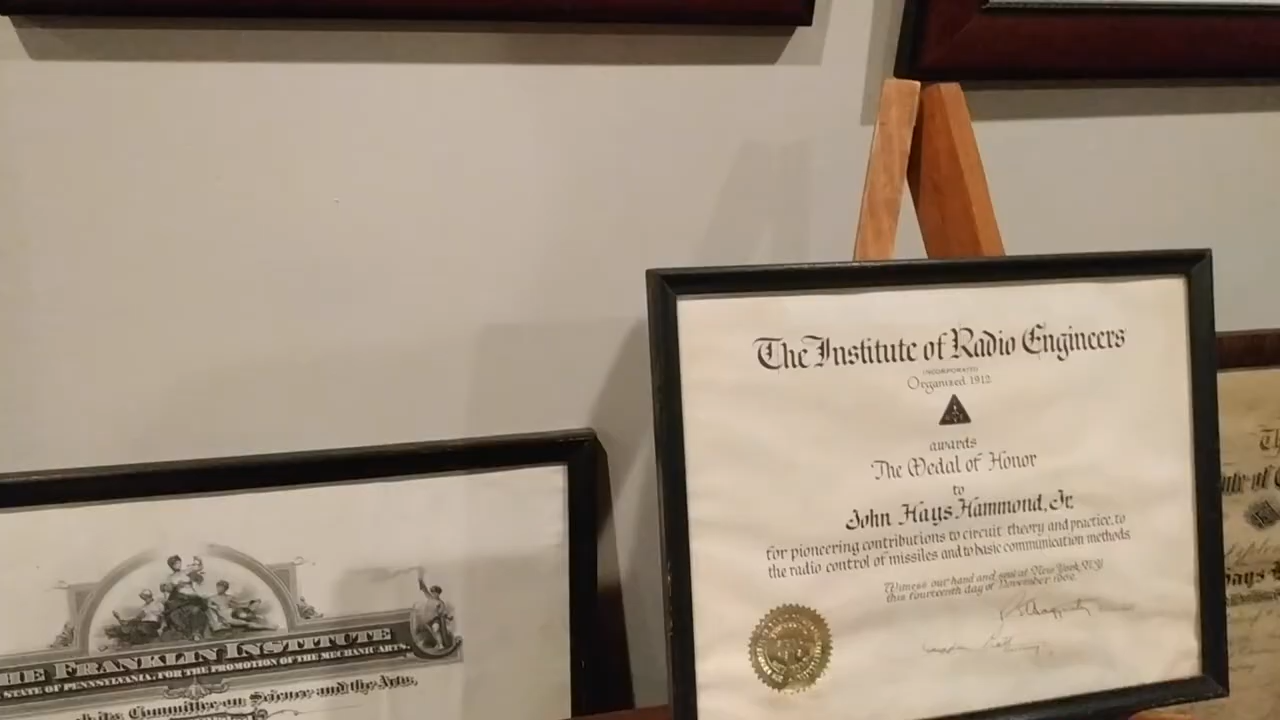 The Institute of Radio Engineers
INCORPORATED
Organized 1912
awards
The Medal of Honor
to
John Hays Hammond, Jr.
for pioneering contributions to circuit theory and practice, to
the radio control of missiles and to basic communication methods
Witness our hand and seal at New York, N.Y.
this fourteenth day of November 1962.
HE FRANKLIN INSTITUTE
STATE OF PENNSYLVANIA, FOR THE PROMOTION OF THE MECHANIC ARTS.
its Committee on Science and the Arts,